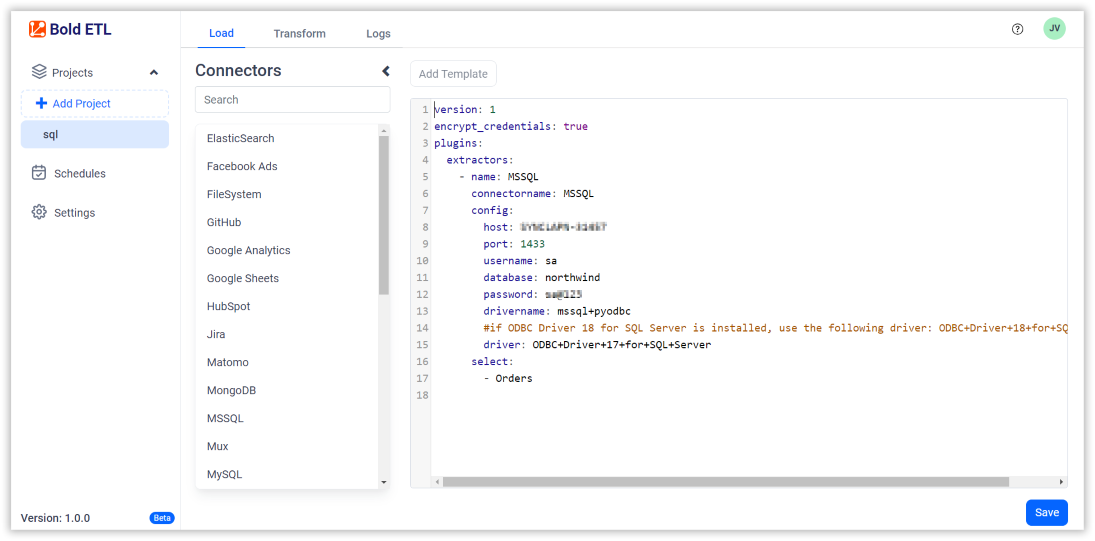 Bold ETL
Load
Transform
Logs
JV
Projects
Add Project
sql
Schedules
Settings
Version: 1.0.0
Beta
Connectors
Search
ElasticSearch
Facebook Ads
FileSystem
GitHub
Google Analytics
Google Sheets
HubSpot
Jira
Matomo
MongoDB
MSSQL
Mux
MySQL
Add Template
1 version: 1
2 encrypt_credentials: true
3 plugins:
4 extractors:
5 - name: MSSQL
6 connectorname: MSSQL
7 config:
8 host:
9 port: 1433
10 username: sa
11 database: northwind
12 password:
13 drivername: mssql+pyodbc
14 #if ODBC Driver 18 for SQL Server is installed, use the following driver: ODBC+Driver+18+for+SQ
15 driver: ODBC+Driver+17+for+SQL+Server
16 select:
17 - Orders
18
Save